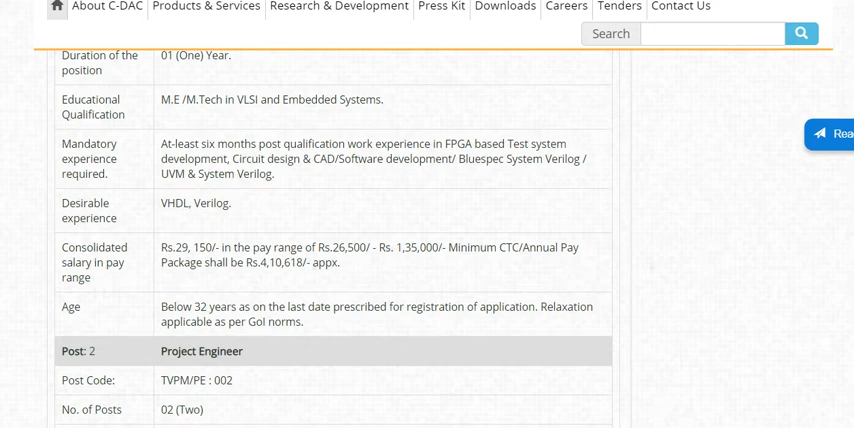 About C-DAC Products & Services Research & Development Press Kit Downloads Careers Tenders Contact Us
Search
Duration of the position
01 (One) Year.
Educational Qualification
M.E /M.Tech in VLSI and Embedded Systems.
Mandatory experience required.
At-least six months post qualification work experience in FPGA based Test system
development, Circuit design & CAD/Software development/ Bluespec System Verilog /
UVM & System Verilog.
Desirable experience
VHDL, Verilog.
Consolidated salary in pay range
Rs.29, 150/- in the pay range of Rs.26,500/ - Rs. 1,35,000/- Minimum CTC/Annual Pay
Package shall be Rs.4,10,618/- appx.
Age
Below 32 years as on the last date prescribed for registration of application. Relaxation
applicable as per GoI norms.
Post: 2 Project Engineer
Post Code: TVPM/PE : 002
No. of Posts 02 (Two)